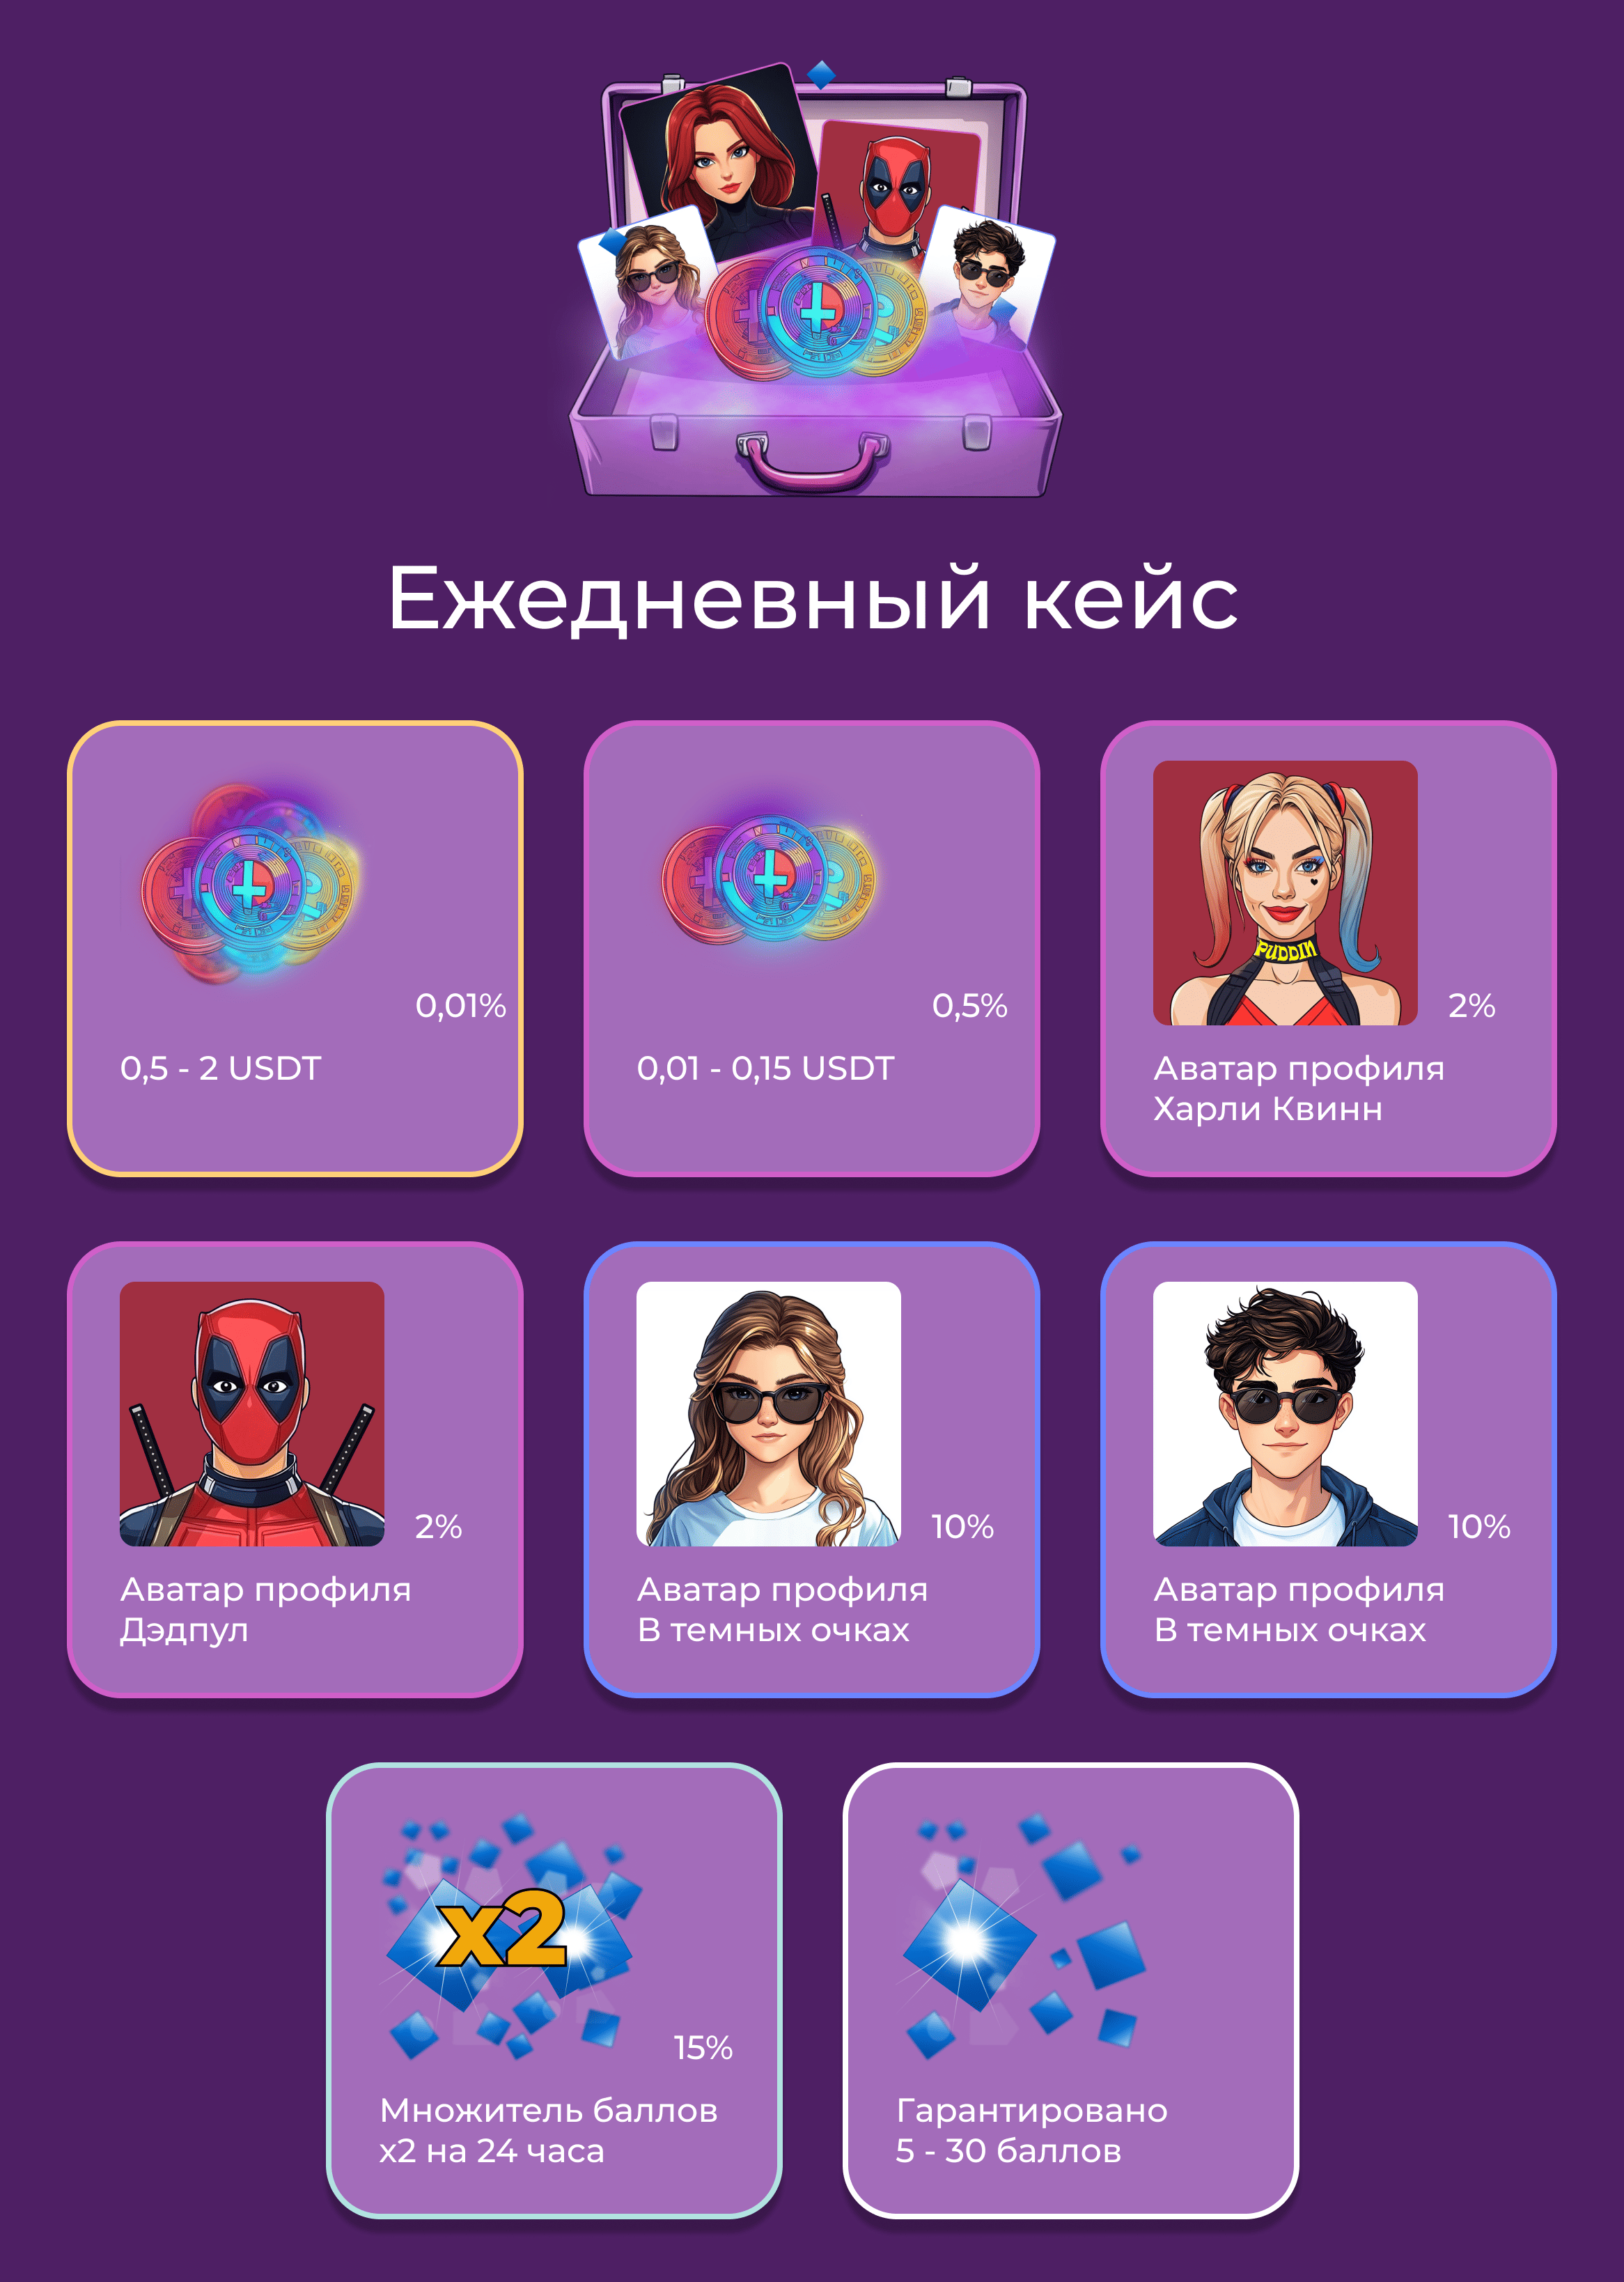 Ежедневный кейс
0,01%
0,5 - 2 USDT
0,5%
0,01 - 0,15 USDT
PUDDIN
2%
Аватар профиля
Харли Квинн
2%
Аватар профиля
Дэдпул
10%
Аватар профиля
В темных очках
10%
Аватар профиля
В темных очках
x2
15%
Множитель баллов
x2 на 24 часа
Гарантировано
5 - 30 баллов